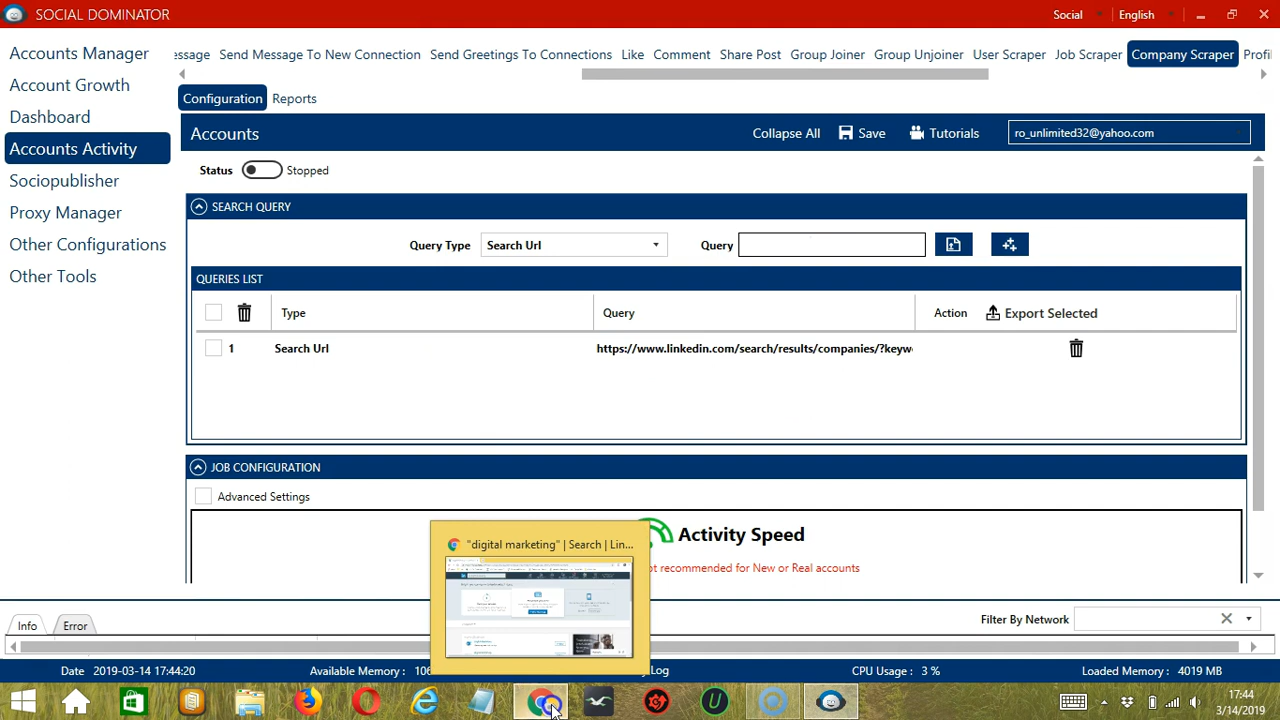 SOCIAL DOMINATOR
Social
English
Accounts Manager
Account Growth
Dashboard
Accounts Activity
Sociopublisher
Proxy Manager
Other Configurations
Other Tools
essage Send Message To New Connection Send Greetings To Connections Like Comment Share Post Group Joiner Group Unjoiner User Scraper Job Scraper Company Scraper Profi
Configuration Reports
Accounts
Collapse All Save Tutorials ro_unlimited32@yahoo.com
Status Stopped
SEARCH QUERY
Query Type Search Url Query
QUERIES LIST
Type Query Action Export Selected
1 Search Url https://www.linkedin.com/search/results/companies/?keyw
JOB CONFIGURATION
Advanced Settings
Activity Speed
ot recommended for New or Real accounts
"digital marketing" | Search | Lin...
Info Error
Filter By Network
Date 2019-03-14 17:44:20 Available Memory : 106 Log CPU Usage : 3 % Loaded Memory : 4019 MB
17:44
3/14/2019